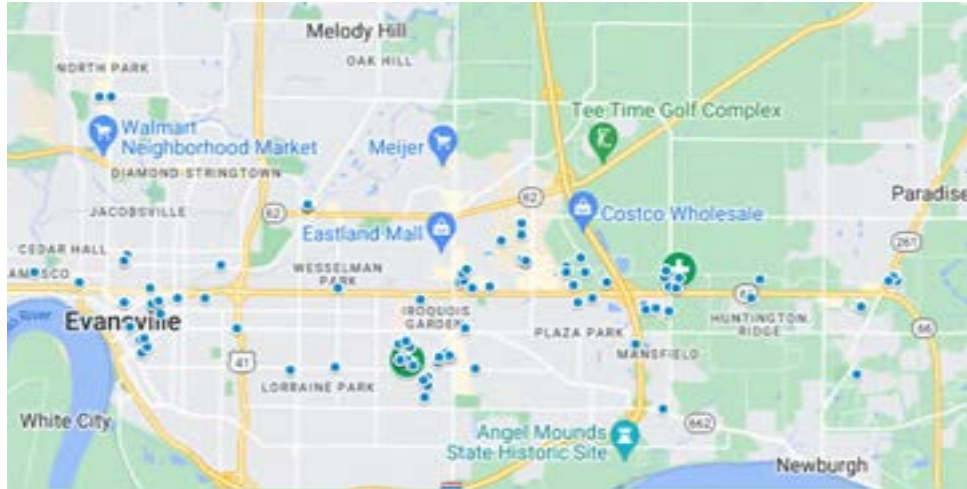 Melody Hill
OAK HILL
NORTH PARK
Tee Time Golf Complex
Walmart
Neighborhood Market
Meijer
DIAMOND-STRINGTOWN
62
Paradise
JACOBSVILLE
62
Costco Wholesale
Eastland Mall
261
CEDAR HALL
WESSELMAN
PARK
River
Evansville
IROQUOIS
GARDEN
PLAZA PARK
HUNTINGTON
RIDGE
66
MANSFIELD
41
LORRAINE PARK
White City
662
Angel Mounds
State Historic Site
Newburgh